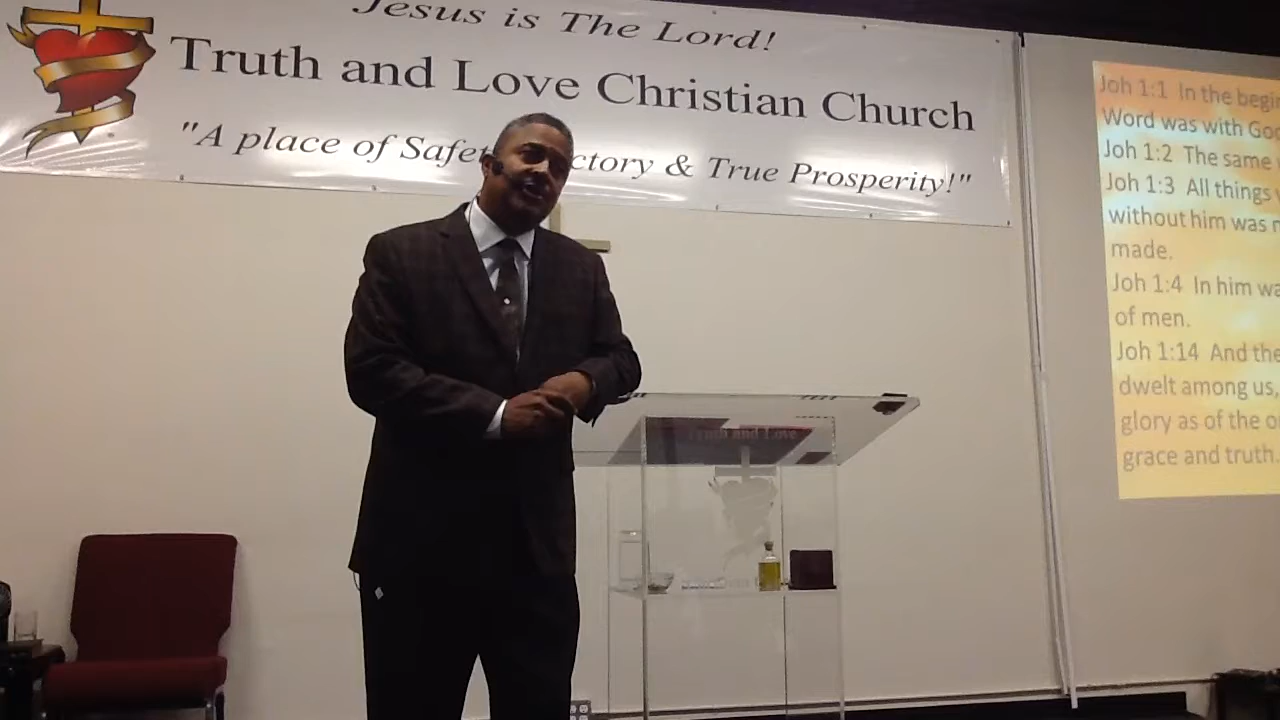 Jesus is The Lord!
Truth and Love Christian Church
"A place of Safet ctory & True Prosperity!"
Joh 1:1 In the begi
Word was with God
Joh 1:2 The same
Joh 1:3 All things
without him was
made.
Joh 1:4 In him wa
of men.
Joh 1:14 And the
dwelt among us,
glory as of the o
grace and truth.
Truth and Love